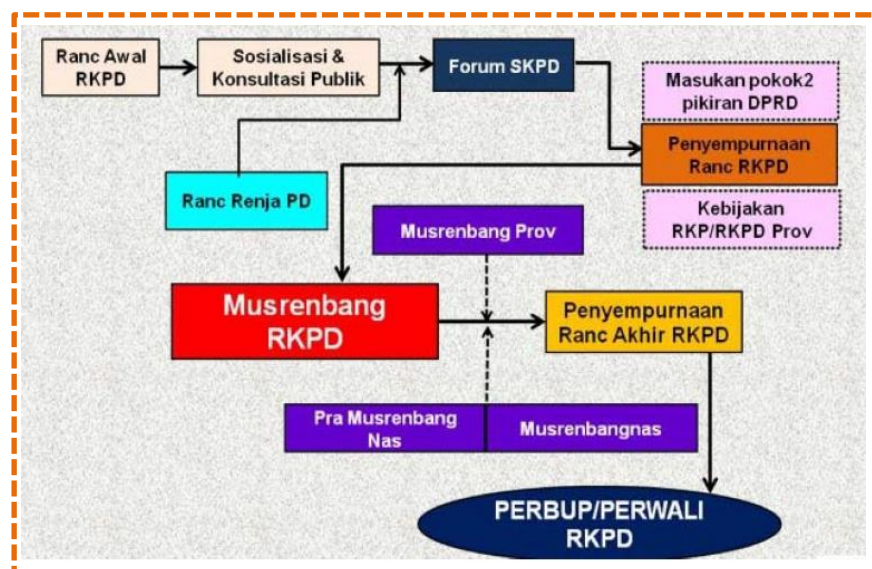 Ranc Awal
RKPD
Sosialisasi &
Konsultasi Publik
Forum SKPD
Masukan pokok2
pikiran DPRD
Penyempurnaan
Ranc RKPD
Kebijakan
RKP/RKPD Prov
Ranc Renja PD
Musrenbang Prov
Musrenbang
RKPD
Penyempurnaan
Ranc Akhir RKPD
Pra Musrenbang
Nas
Musrenbangnas
PERBUP/PERWALI
RKPD